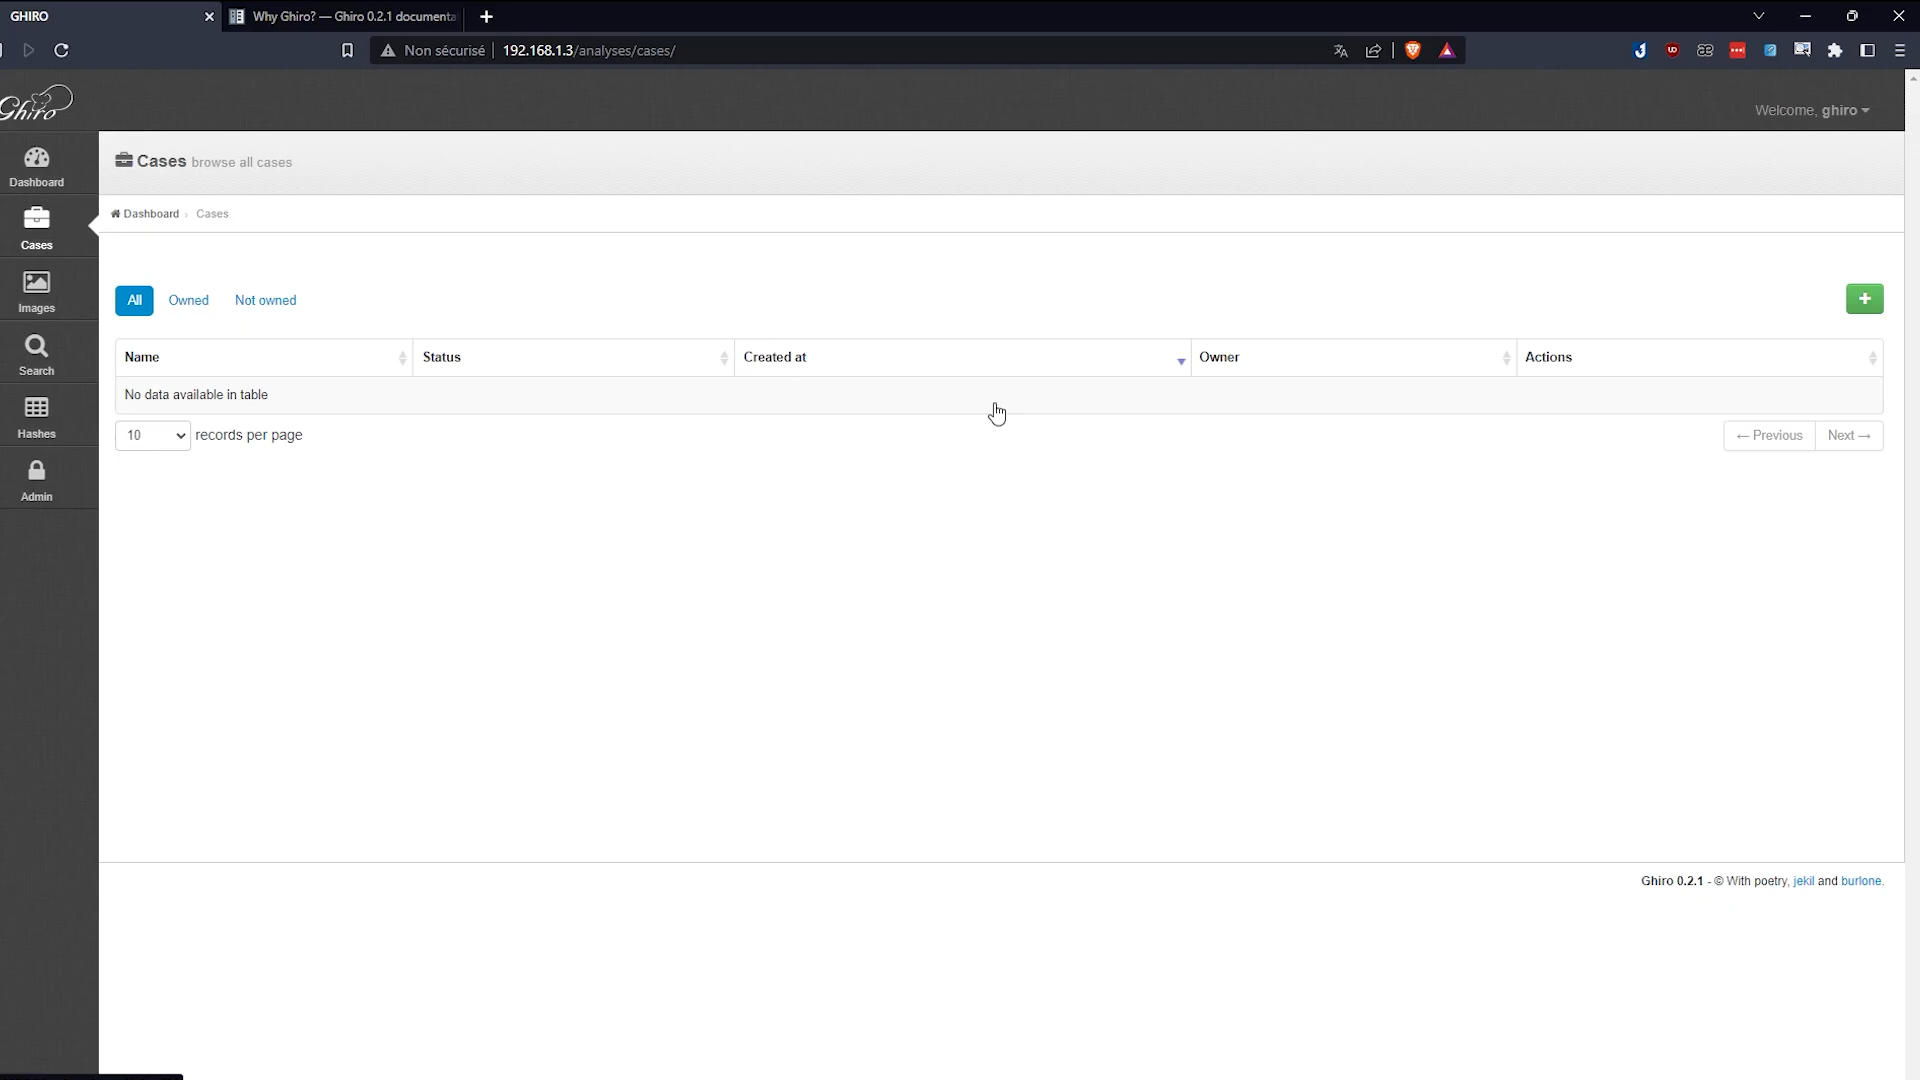 GHIRO
Why Ghiro? — Ghiro 0.2.1 documenta
Non sécurisé
192.168.1.3/analyses/cases/
Ghiro
Welcome, ghiro
Dashboard
Cases
Images
Search
Hashes
Admin
Cases browse all cases
Dashboard › Cases
All Owned Not owned
+
Name Status Created at Owner Actions
No data available in table
10 records per page
← Previous Next →
Ghiro 0.2.1 - © With poetry, jekil and burlone.